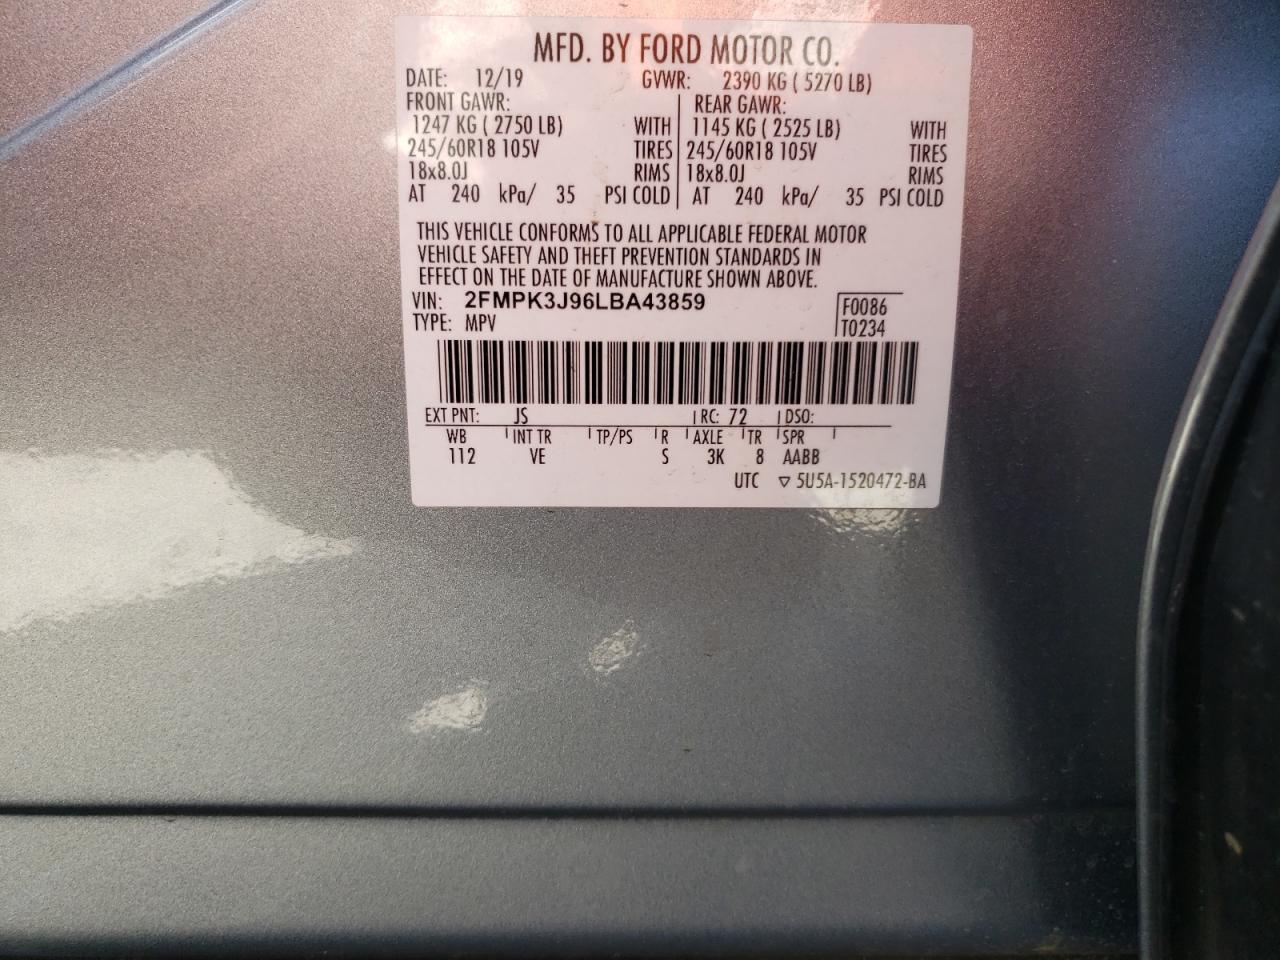 MFD. BY FORD MOTOR CO.
DATE: 12/19 GVWR: 2390 KG ( 5270 LB)
FRONT GAWR: REAR GAWR:
1247 KG ( 2750 LB) WITH 1145 KG ( 2525 LB) WITH
245/60R18 105V TIRES 245/60R18 105V TIRES
18x8.0J RIMS 18x8.0J RIMS
AT 240 kPa/ 35 PSI COLD AT 240 kPa/ 35 PSI COLD
THIS VEHICLE CONFORMS TO ALL APPLICABLE FEDERAL MOTOR
VEHICLE SAFETY AND THEFT PREVENTION STANDARDS IN
EFFECT ON THE DATE OF MANUFACTURE SHOWN ABOVE.
VIN: 2FMPK3J96LBA43859 F0086
TYPE: MPV T0234
EXT PNT: JS RC: 72 DSO:
WB INT TR TP/PS R AXLE TR SPR
112 VE S 3K 8 AABB
UTC ▽ 5U5A-1520472-BA